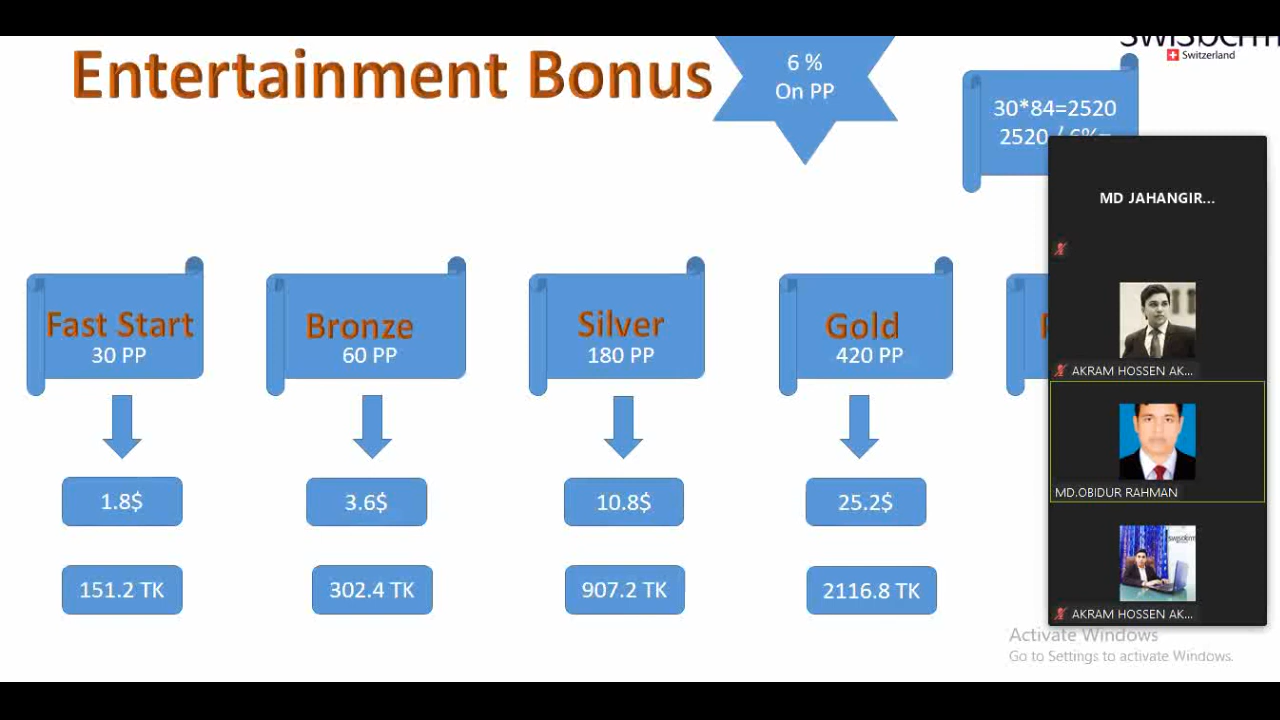 Entertainment Bonus
6 %
On PP
Switzerland
30*84=2520
2520 / 6%=
MD JAHANGIR...
Fast Start
30 PP
Bronze
60 PP
Silver
180 PP
Gold
420 PP
AKRAM HOSSEN AK...
MD.OBIDUR RAHMAN
1.8$
3.6$
10.8$
25.2$
151.2 TK
302.4 TK
907.2 TK
2116.8 TK
AKRAM HOSSEN AK...
Activate Windows
Go to Settings to activate Windows.